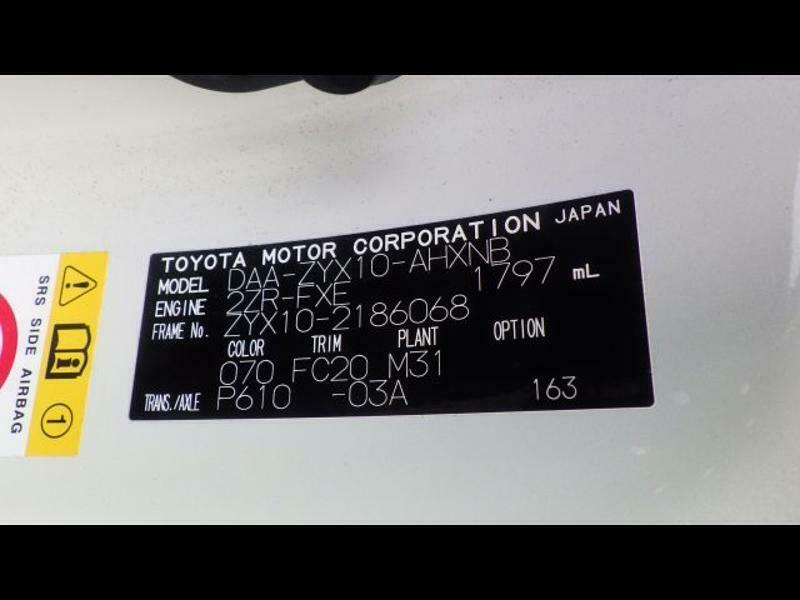 TOYOTA MOTOR CORPORATION JAPAN
MODEL DAA-ZYX10-AHXNB
ENGINE 2ZR-FXE 1797 mL
FRAME No. ZYX10-2186068
COLOR TRIM PLANT OPTION
070 FC20 M31
TRANS./AXLE P610 -03A 163
SRS SIDE AIRBAG
1